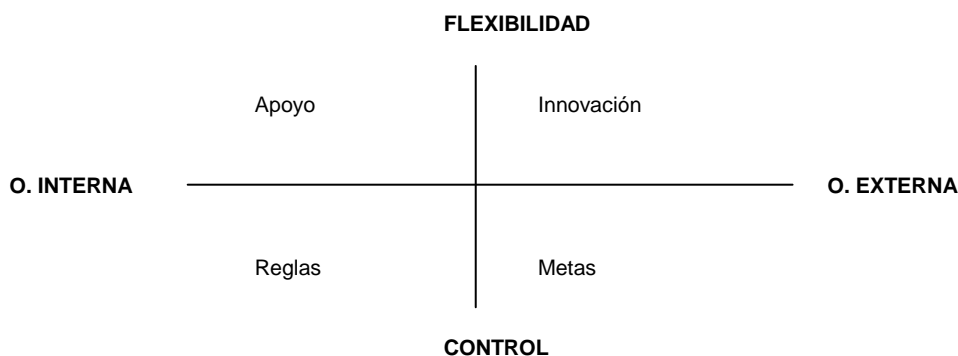 FLEXIBILIDAD
Apoyo Innovación
O. INTERNA O. EXTERNA
Reglas Metas
CONTROL